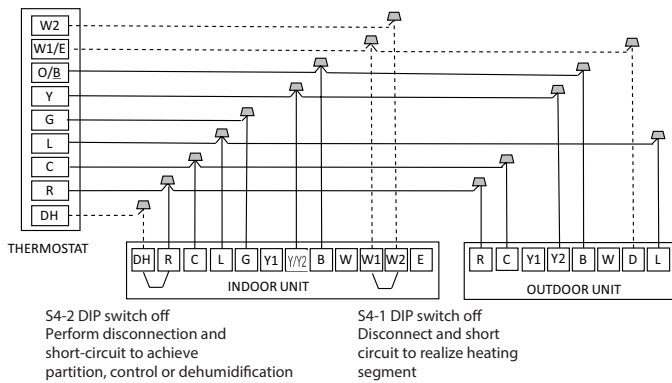 W2
W1/E
O/B
Y
G
L
C
R
DH
THERMOSTAT
DH R C L G Y1 Y/Y2 B W W1 W2 E
INDOOR UNIT
R C Y1 Y2 B W D L
OUTDOOR UNIT
S4-2 DIP switch off
Perform disconnection and
short-circuit to achieve
partition, control or dehumidification
S4-1 DIP switch off
Disconnect and short
circuit to realize heating
segment